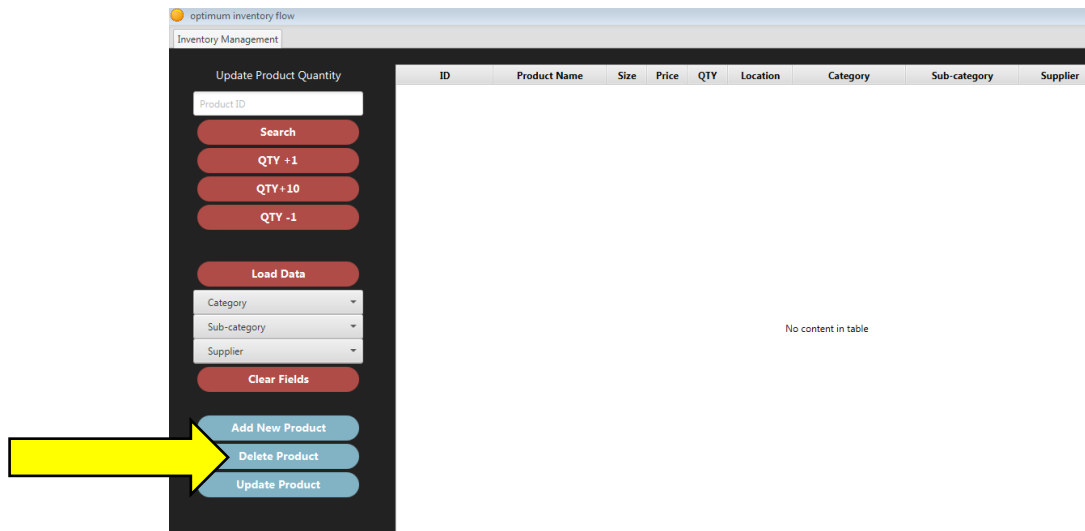 optimum inventory flow
Inventory Management
Update Product Quantity
Product ID
Search
QTY +1
QTY+10
QTY -1
Load Data
Category
Sub-category
Supplier
Clear Fields
Add New Product
Delete Product
Update Product
ID Product Name Size Price QTY Location Category Sub-category Supplier
No content in table